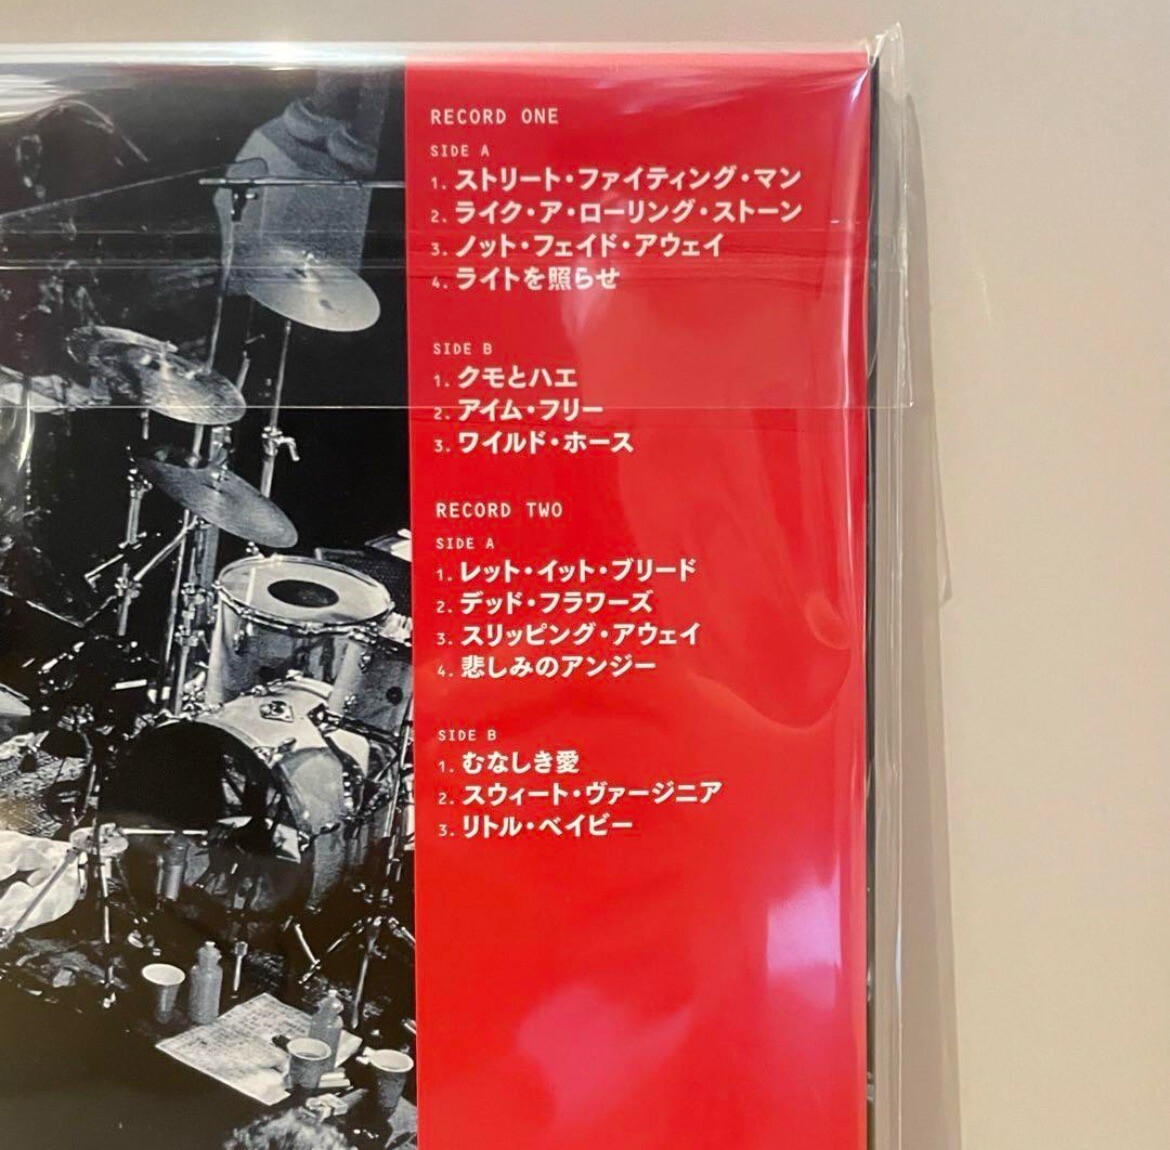 RECORD ONE
SIDE A
1. ストリート・ファイティング・マン
2. ライク・ア・ローリング・ストーン
3. ノット・フェイド・アウェイ
4. ライトを照らせ
SIDE B
1. クモとハエ
2. アイム・フリー
3. ワイルド・ホース
RECORD TWO
SIDE A
1. レット・イット・ブリード
2. デッド・フラワーズ
3. スリッピング・アウェイ
4. 悲しみのアンジー
SIDE B
1. むなしき愛
2. スウィート・ヴァージニア
3. リトル・ベイビー